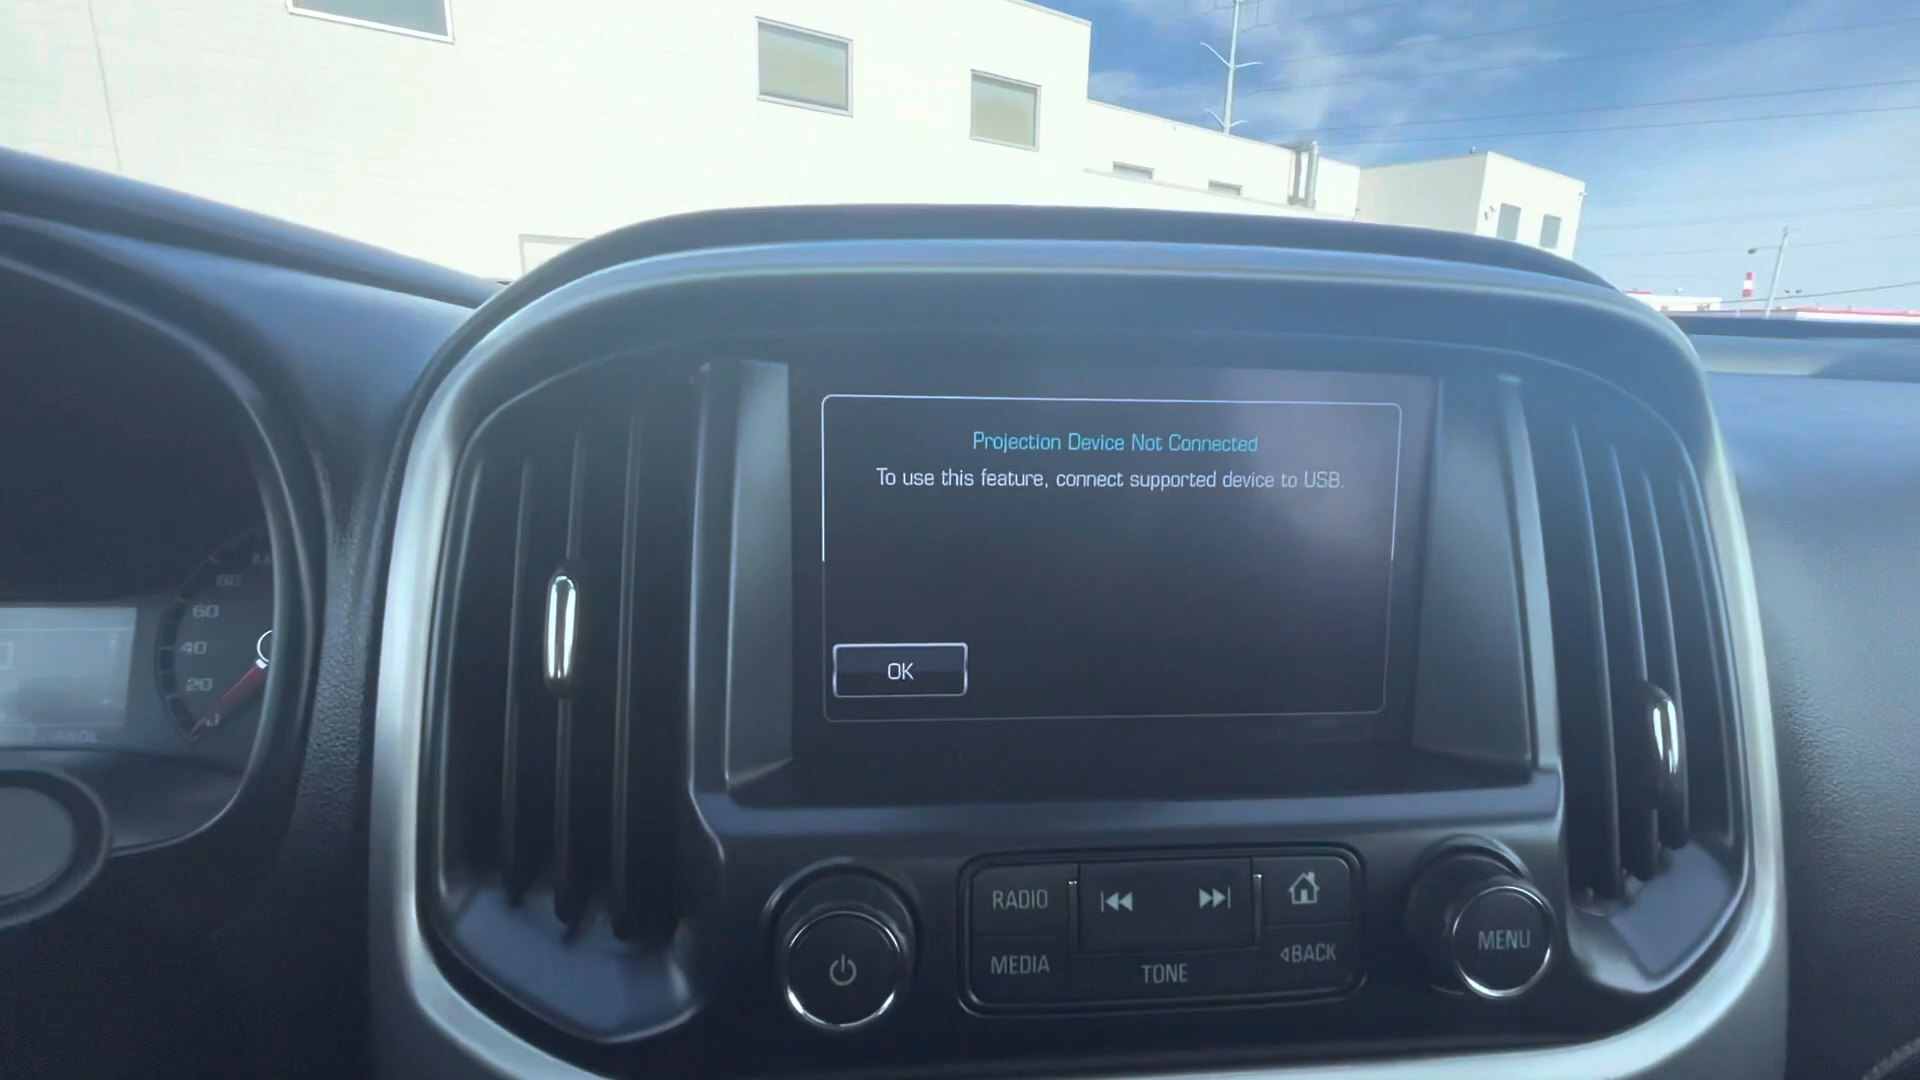 Projection Device Not Connected
To use this feature, connect supported device to USB.
OK
60
40
20
RADIO
MEDIA
TONE
BACK
MENU